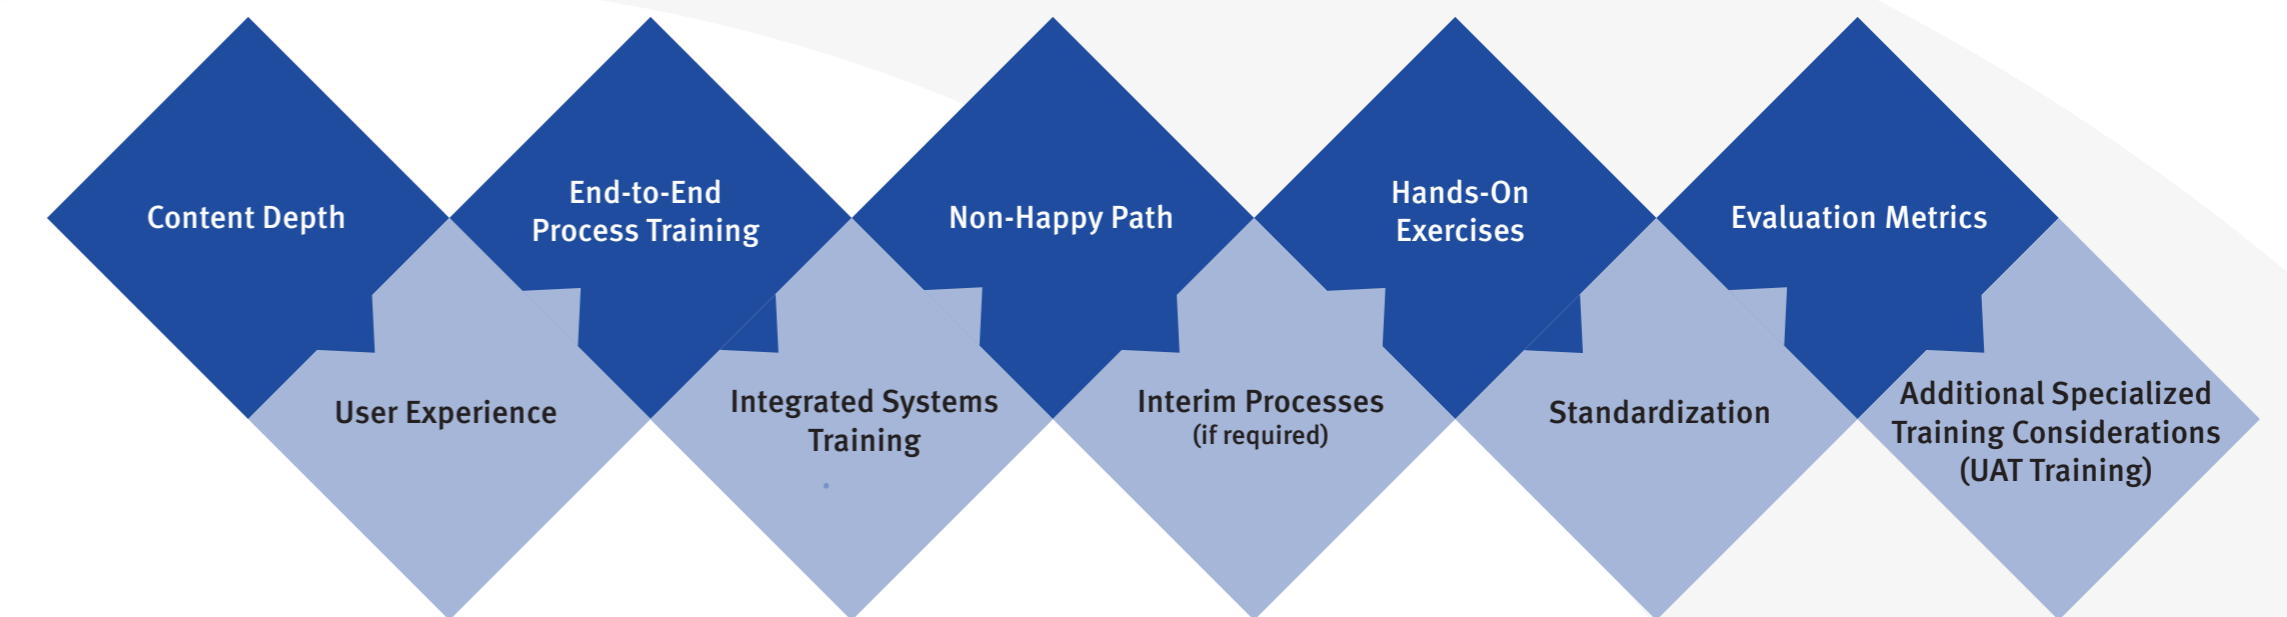 Content Depth
End-to-End
Process Training
Non-Happy Path
Hands-On
Exercises
Evaluation Metrics
User Experience
Integrated Systems
Training
Interim Processes
(if required)
Standardization
Additional Specialized
Training Considerations
(UAT Training)